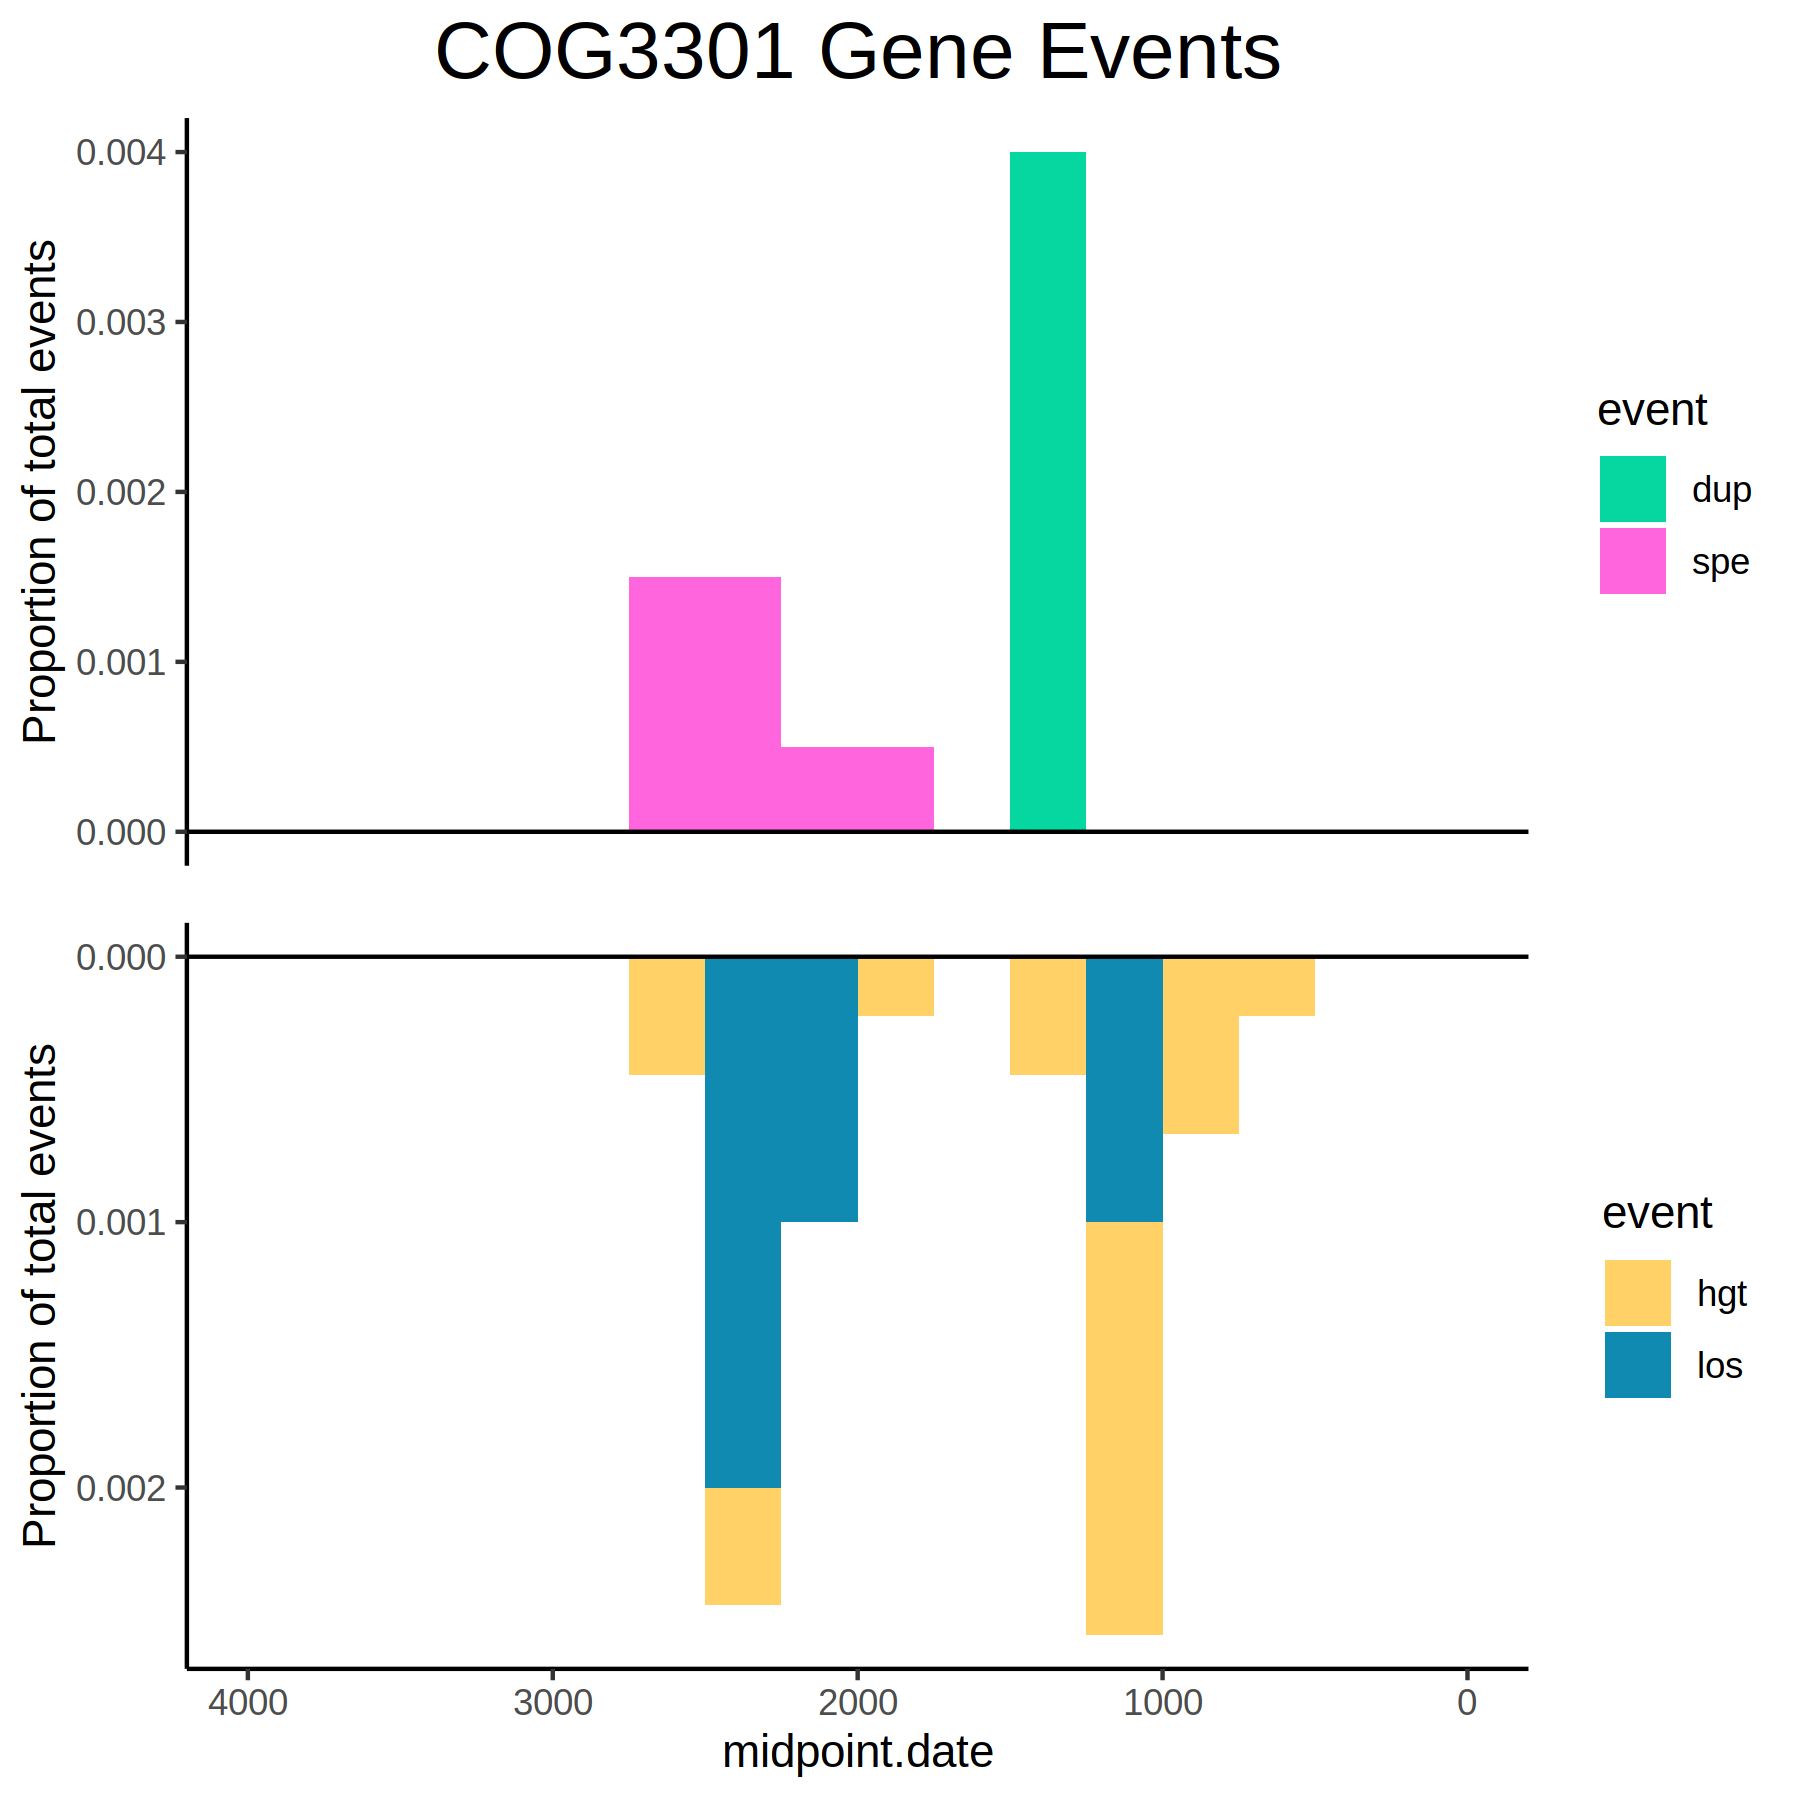 COG3301 Gene Events
Proportion of total events
0.004
0.003
0.002
0.001
0.000
event
dup
spe
Proportion of total events
0.000
0.001
0.002
event
hgt
los
4000 3000 2000 1000 0
midpoint.date